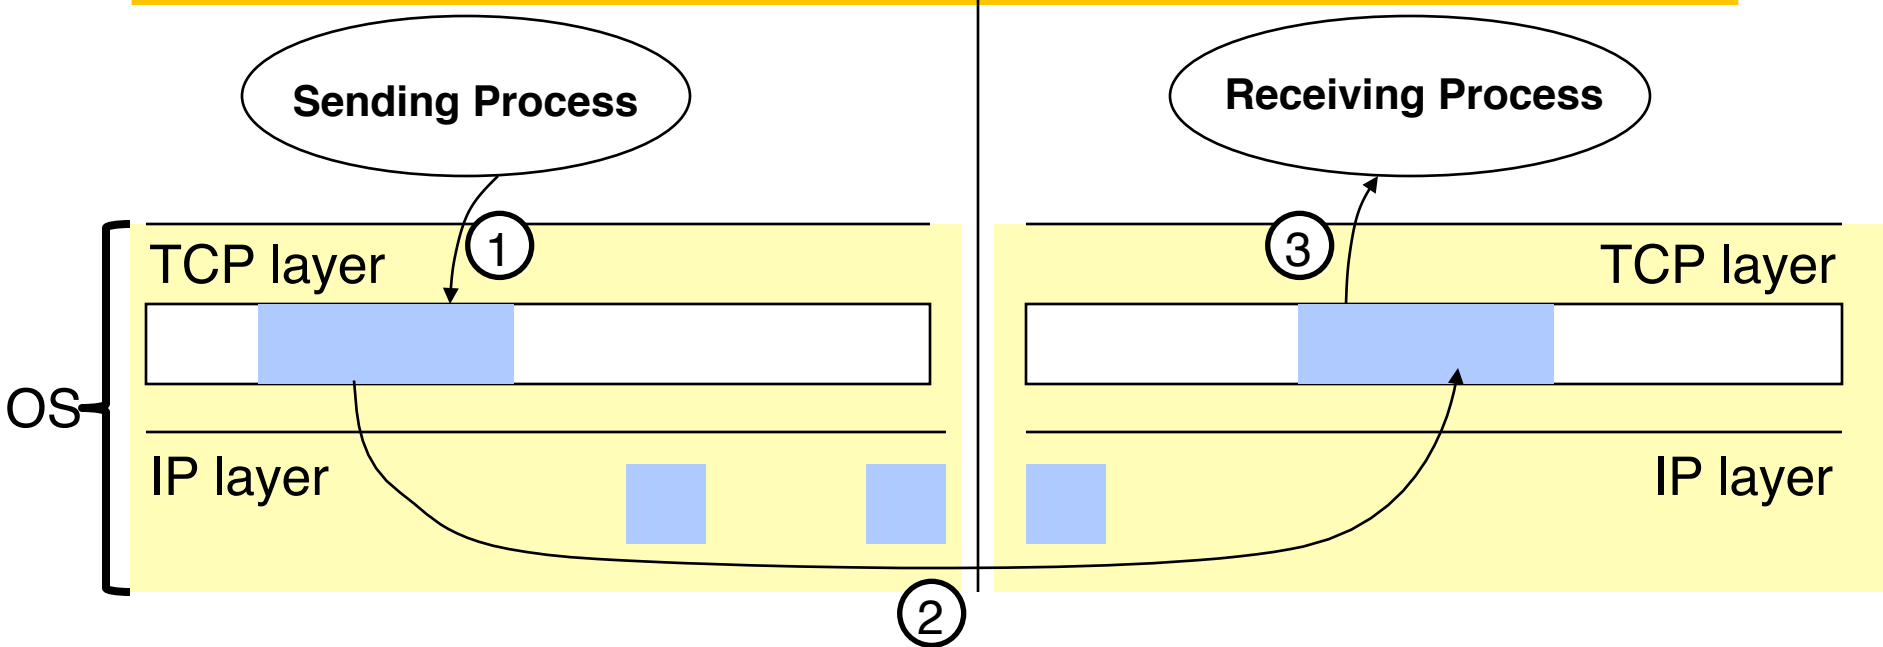 Sending Process
Receiving Process
1
3
TCP layer
TCP layer
OS
IP layer
IP layer
2